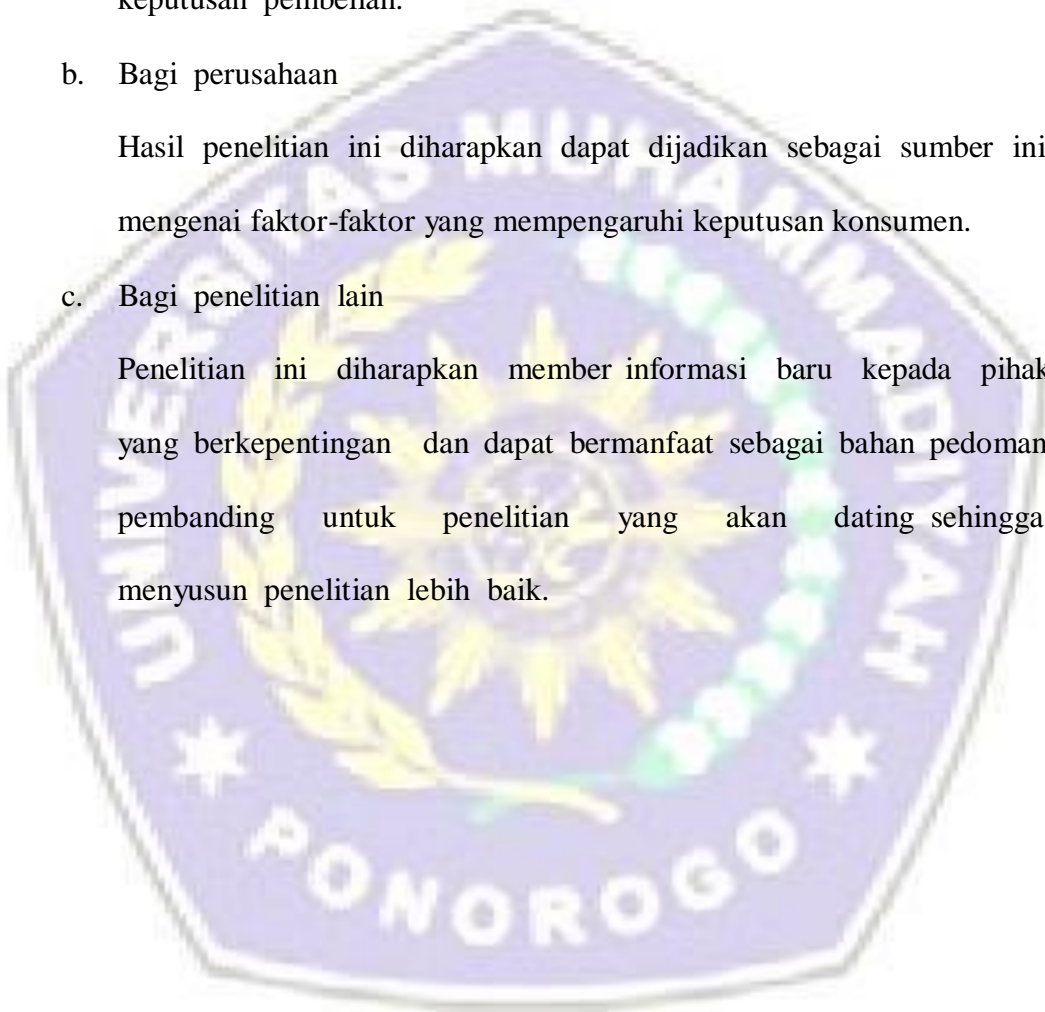 keputusan pembelian.
b. Bagi perusahaan
Hasil penelitian ini diharapkan dapat dijadikan sebagai sumber ini
mengenai faktor-faktor yang mempengaruhi keputusan konsumen.
c. Bagi penelitian lain
Penelitian ini diharapkan member informasi baru kepada pihak
yang berkepentingan dan dapat bermanfaat sebagai bahan pedoman
pembanding untuk penelitian yang akan dating sehingga
menyusun penelitian lebih baik.
UNIVERSITAS MUHAMMADIYAH
PONOROGO